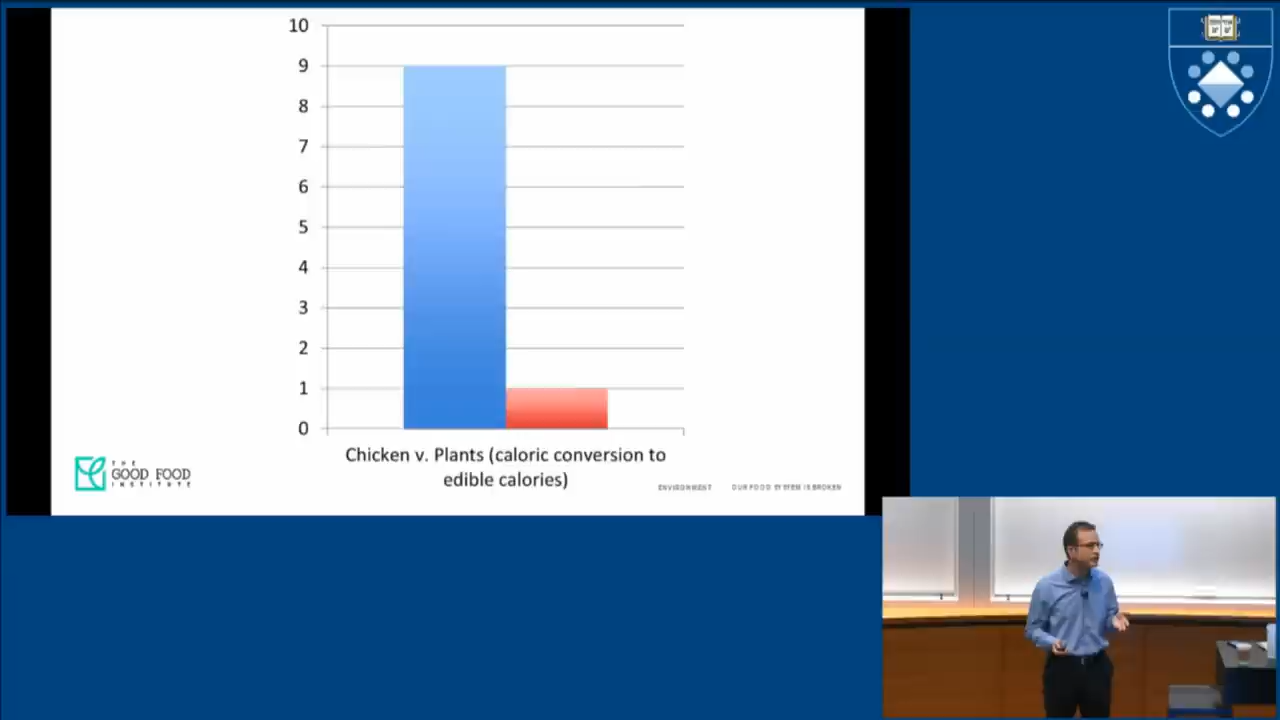 10
9
8
7
6
5
4
3
2
1
0
Chicken v. Plants (caloric conversion to
edible calories)
THE
GOOD FOOD
INSTITUTE
ENVIRONMENT OUR FOOD SYSTEM IS BROKEN